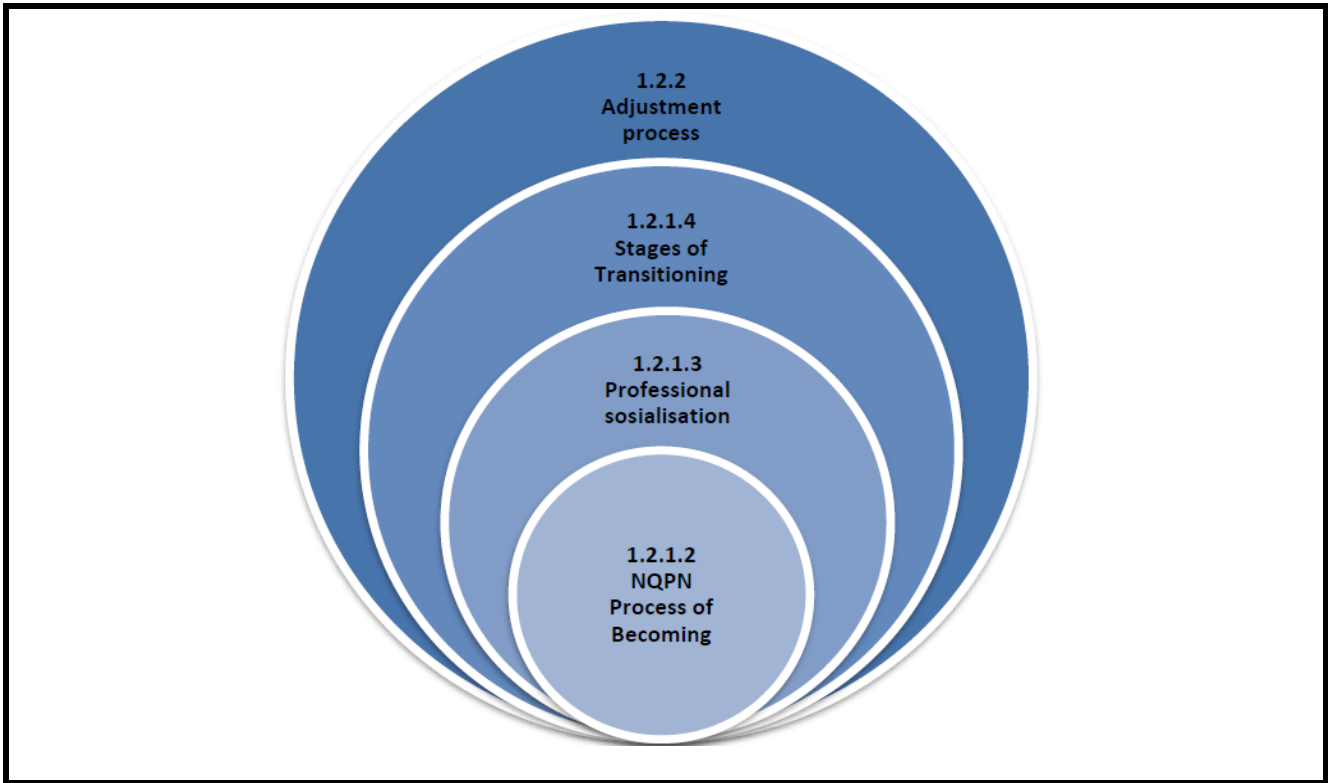 1.2.2
Adjustment
process
1.2.1.4
Stages of
Transitioning
1.2.1.3
Professional
sosialisation
1.2.1.2
NQPN
Process of
Becoming